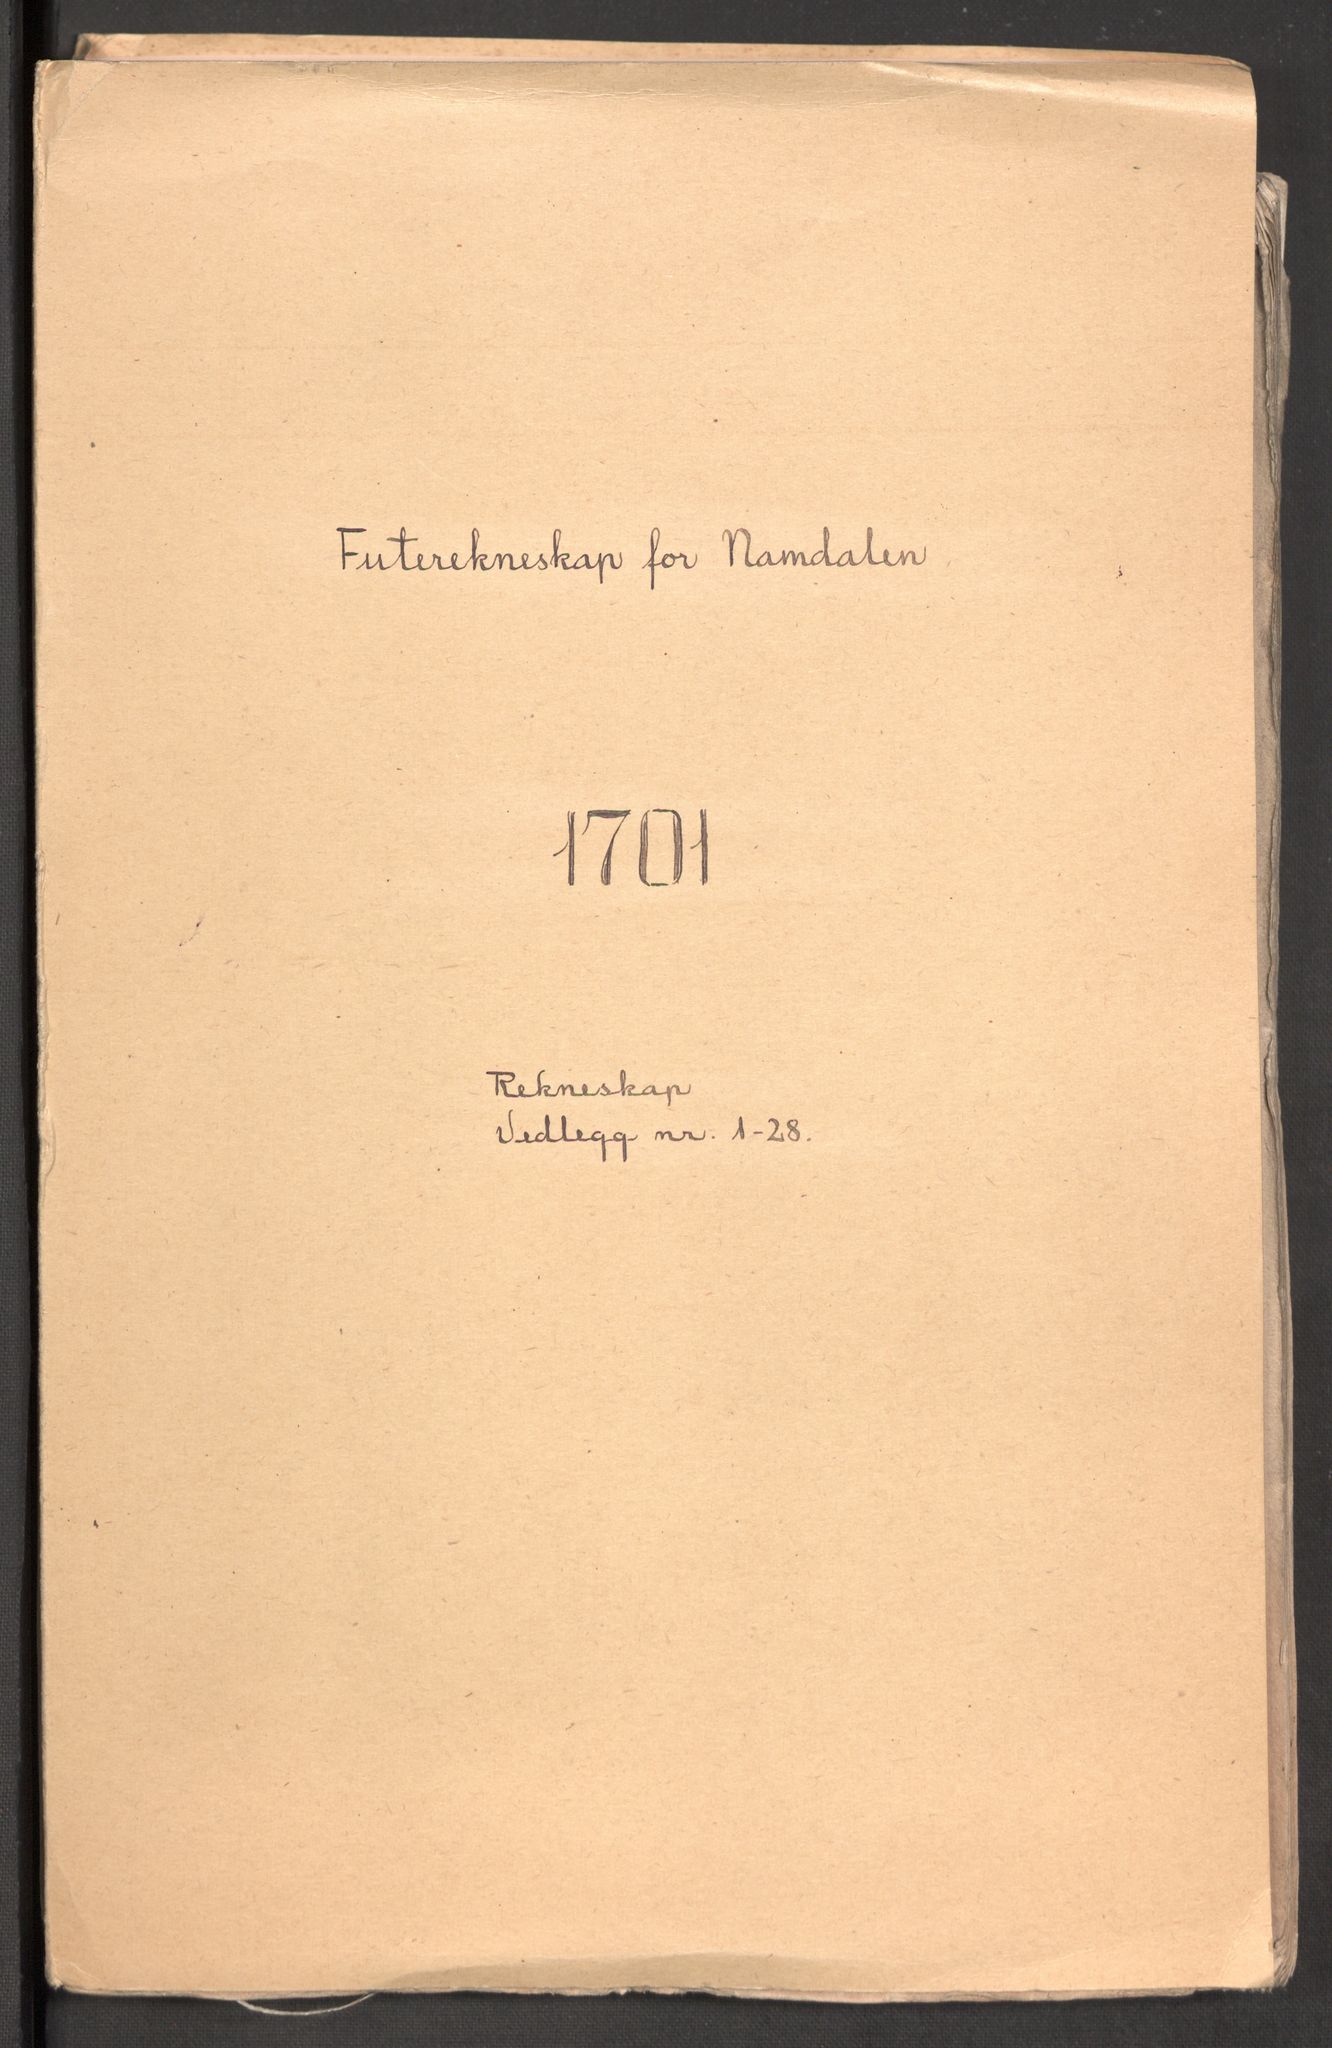 Futerekneskap for Namdalen
1701
Rekneskap
Vedlegg nr. 1-28.